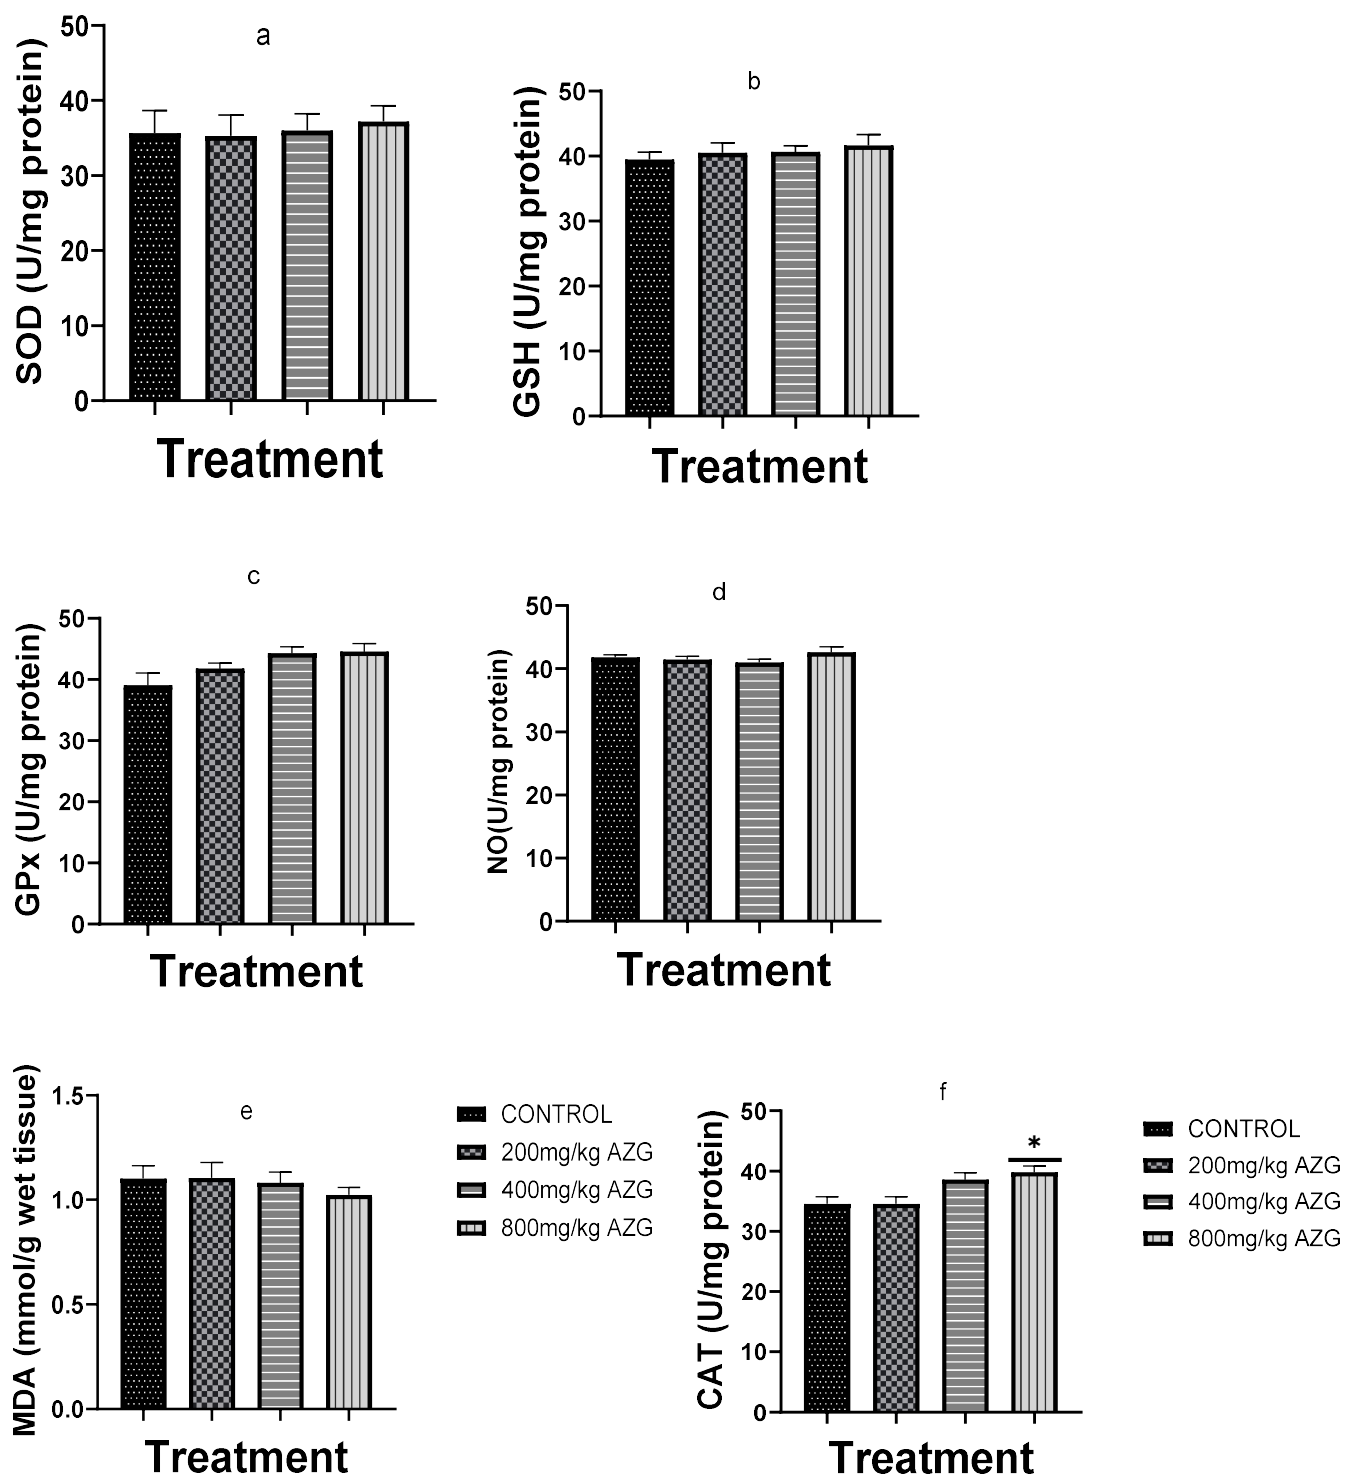 a
SOD (U/mg protein)
50
40
30
20
10
0
Treatment
b
GSH (U/mg protein)
50
40
30
20
10
0
Treatment
c
GPx (U/mg protein)
50
40
30
20
10
0
Treatment
d
NO(U/mg protein)
50
40
30
20
10
0
Treatment
e
MDA (mmol/g wet tissue)
1.5
1.0
0.5
0.0
Treatment
CONTROL
200mg/kg AZG
400mg/kg AZG
800mg/kg AZG
f
CAT (U/mg protein)
50
40
30
20
10
0
*
Treatment
CONTROL
200mg/kg AZG
400mg/kg AZG
800mg/kg AZG